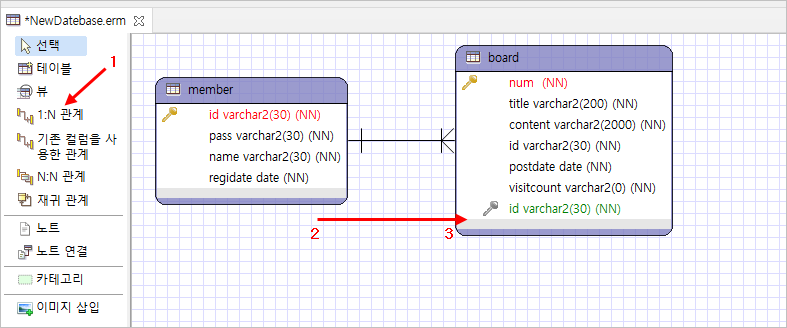 *NewDatebase.erm
선택
테이블
뷰
1:N 관계
기존 컬럼을 사
용한 관계
N:N 관계
재귀 관계
노트
노트 연결
카테고리
이미지 삽입
1
member
id varchar2(30) (NN)
pass varchar2(30) (NN)
name varchar2(30) (NN)
regidate date (NN)
2
3
board
num (NN)
title varchar2(200) (NN)
content varchar2(2000) (NN)
id varchar2(30) (NN)
postdate date (NN)
visitcount varchar2(0) (NN)
id varchar2(30) (NN)